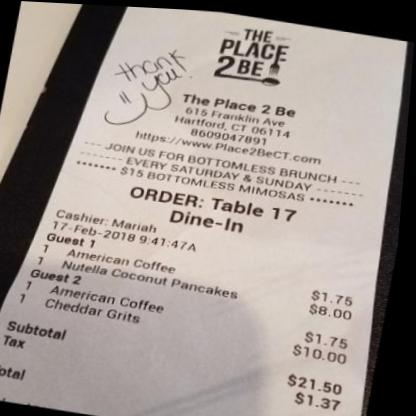 THE
PLACE
2 BE
thank
you!
The Place 2 Be
615 Franklin Ave
Hartford, CT 06114
8609047891
https://www.Place2BeCT.com
--- JOIN US FOR BOTTOMLESS BRUNCH ---
------- EVERY SATURDAY & SUNDAY -------
••••••• $15 BOTTOMLESS MIMOSAS •••••••
ORDER: Table 17
Dine-In
Cashier: Mariah
17-Feb-2018 9:41:47A
Guest 1
1 American Coffee $1.75
1 Nutella Coconut Pancakes $8.00
Guest 2
1 American Coffee $1.75
1 Cheddar Grits $10.00
Subtotal $21.50
Tax $1.37
otal